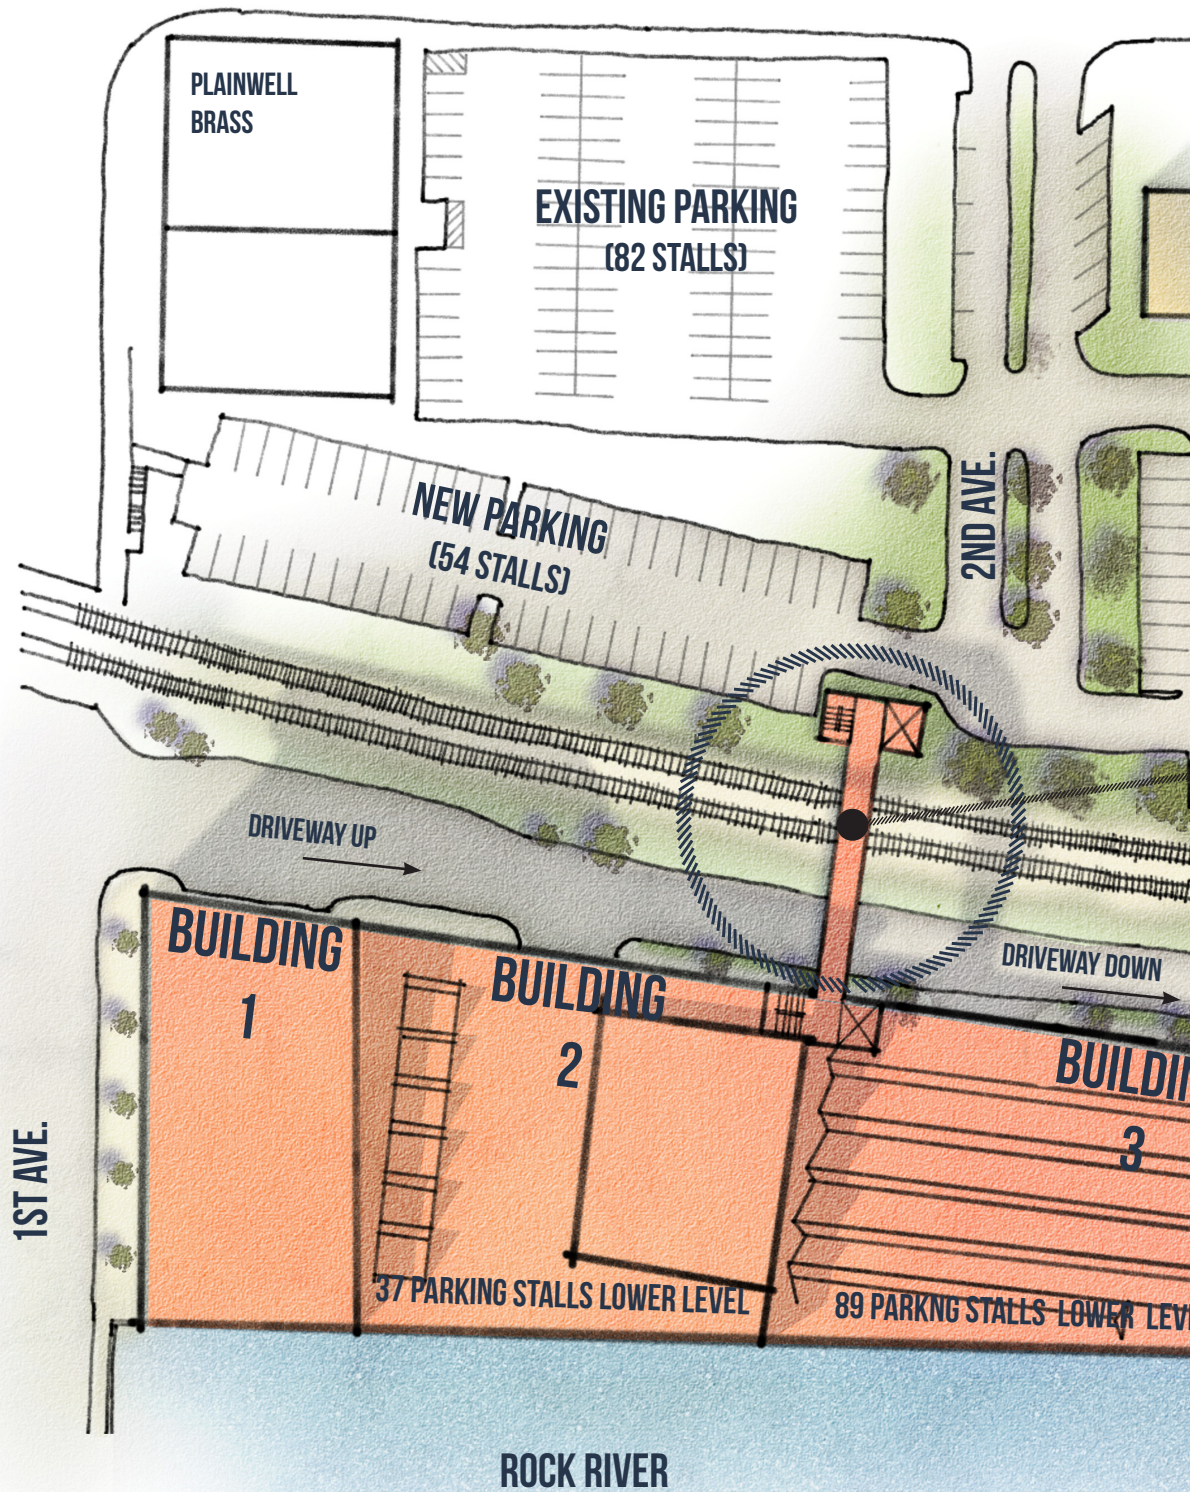 PLAINWELL
BRASS
EXISTING PARKING
(82 STALLS)
NEW PARKING
(54 STALLS)
2ND AVE.
DRIVEWAY UP
DRIVEWAY DOWN
BUILDING
1
BUILDING
2
BUILDIN
3
1ST AVE.
37 PARKING STALLS LOWER LEVEL
89 PARKNG STALLS LOWER LEV
ROCK RIVER